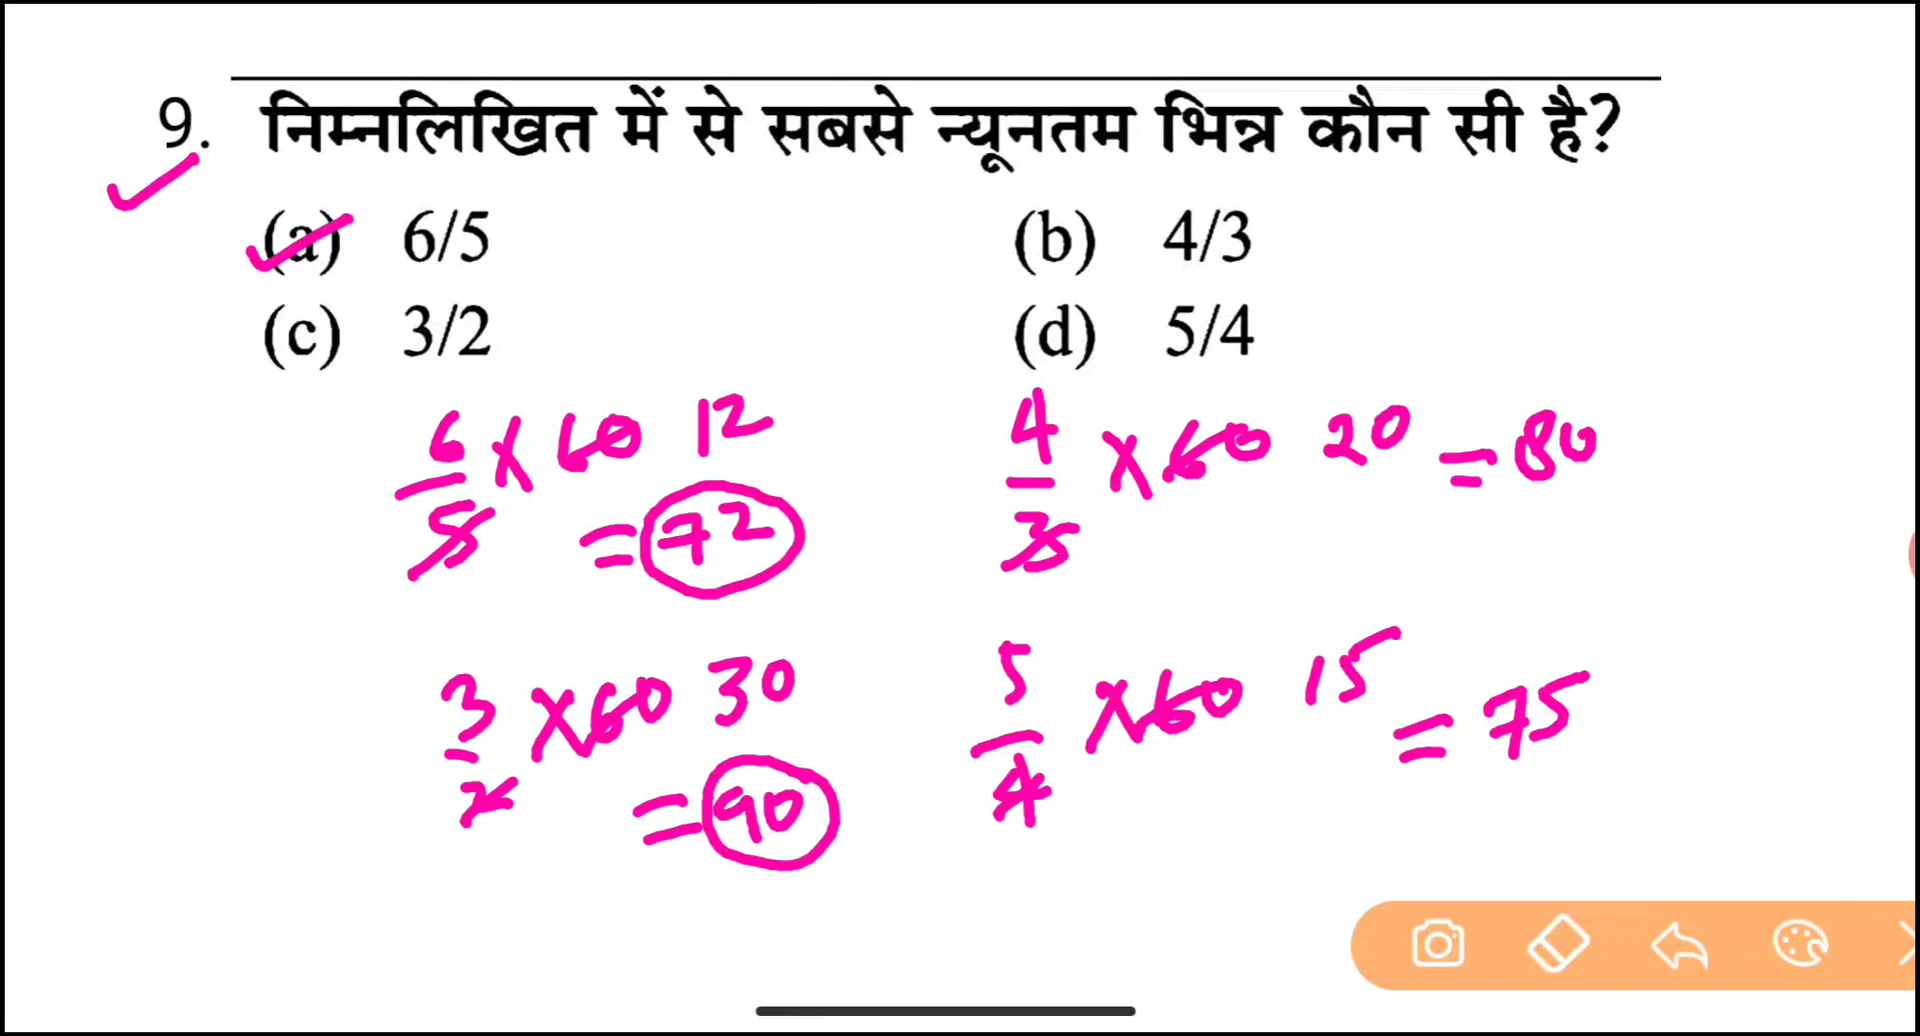 9. निम्नलिखित में से सबसे न्यूनतम भिन्न कौन सी है?
(a) 6/5 (b) 4/3
(c) 3/2 (d) 5/4
6/5 × 60 12 = 72
4/3 × 60 20 = 80
3/2 × 60 30 = 90
5/4 × 60 15 = 75